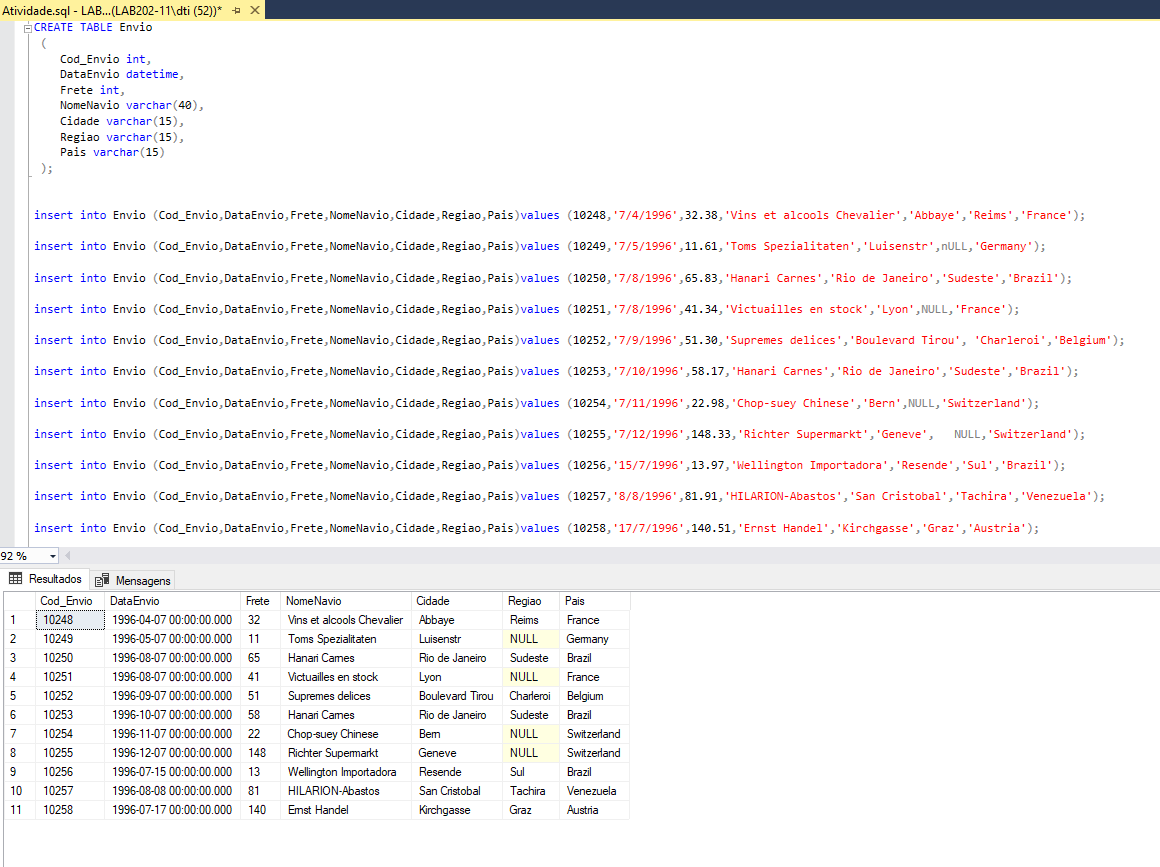 Atividade.sql - LAB...(LAB202-11\dti (52))*
CREATE TABLE Envio
(
Cod_Envio int,
DataEnvio datetime,
Frete int,
NomeNavio varchar(40),
Cidade varchar(15),
Regiao varchar(15),
Pais varchar(15)
);
insert into Envio (Cod_Envio,DataEnvio,Frete,NomeNavio,Cidade,Regiao,Pais)values (10248,'7/4/1996',32.38,'Vins et alcools Chevalier','Abbaye','Reims','France');
insert into Envio (Cod_Envio,DataEnvio,Frete,NomeNavio,Cidade,Regiao,Pais)values (10249,'7/5/1996',11.61,'Toms Spezialitaten','Luisenstr',nULL,'Germany');
insert into Envio (Cod_Envio,DataEnvio,Frete,NomeNavio,Cidade,Regiao,Pais)values (10250,'7/8/1996',65.83,'Hanari Carnes','Rio de Janeiro','Sudeste','Brazil');
insert into Envio (Cod_Envio,DataEnvio,Frete,NomeNavio,Cidade,Regiao,Pais)values (10251,'7/8/1996',41.34,'Victuailles en stock','Lyon',NULL,'France');
insert into Envio (Cod_Envio,DataEnvio,Frete,NomeNavio,Cidade,Regiao,Pais)values (10252,'7/9/1996',51.30,'Supremes delices','Boulevard Tirou', 'Charleroi','Belgium');
insert into Envio (Cod_Envio,DataEnvio,Frete,NomeNavio,Cidade,Regiao,Pais)values (10253,'7/10/1996',58.17,'Hanari Carnes','Rio de Janeiro','Sudeste','Brazil');
insert into Envio (Cod_Envio,DataEnvio,Frete,NomeNavio,Cidade,Regiao,Pais)values (10254,'7/11/1996',22.98,'Chop-suey Chinese','Bern',NULL,'Switzerland');
insert into Envio (Cod_Envio,DataEnvio,Frete,NomeNavio,Cidade,Regiao,Pais)values (10255,'7/12/1996',148.33,'Richter Supermarkt','Geneve',   NULL,'Switzerland');
insert into Envio (Cod_Envio,DataEnvio,Frete,NomeNavio,Cidade,Regiao,Pais)values (10256,'15/7/1996',13.97,'Wellington Importadora','Resende','Sul','Brazil');
insert into Envio (Cod_Envio,DataEnvio,Frete,NomeNavio,Cidade,Regiao,Pais)values (10257,'8/8/1996',81.91,'HILARION-Abastos','San Cristobal','Tachira','Venezuela');
insert into Envio (Cod_Envio,DataEnvio,Frete,NomeNavio,Cidade,Regiao,Pais)values (10258,'17/7/1996',140.51,'Ernst Handel','Kirchgasse','Graz','Austria');
92 %
Resultados Mensagens
Cod_Envio DataEnvio Frete NomeNavio Cidade Regiao Pais
1 10248 1996-04-07 00:00:00.000 32 Vins et alcools Chevalier Abbaye Reims France
2 10249 1996-05-07 00:00:00.000 11 Toms Spezialitaten Luisenstr NULL Germany
3 10250 1996-08-07 00:00:00.000 65 Hanari Carnes Rio de Janeiro Sudeste Brazil
4 10251 1996-08-07 00:00:00.000 41 Victuailles en stock Lyon NULL France
5 10252 1996-09-07 00:00:00.000 51 Supremes delices Boulevard Tirou Charleroi Belgium
6 10253 1996-10-07 00:00:00.000 58 Hanari Carnes Rio de Janeiro Sudeste Brazil
7 10254 1996-11-07 00:00:00.000 22 Chop-suey Chinese Bern NULL Switzerland
8 10255 1996-12-07 00:00:00.000 148 Richter Supermarkt Geneve NULL Switzerland
9 10256 1996-07-15 00:00:00.000 13 Wellington Importadora Resende Sul Brazil
10 10257 1996-08-08 00:00:00.000 81 HILARION-Abastos San Cristobal Tachira Venezuela
11 10258 1996-07-17 00:00:00.000 140 Ernst Handel Kirchgasse Graz Austria